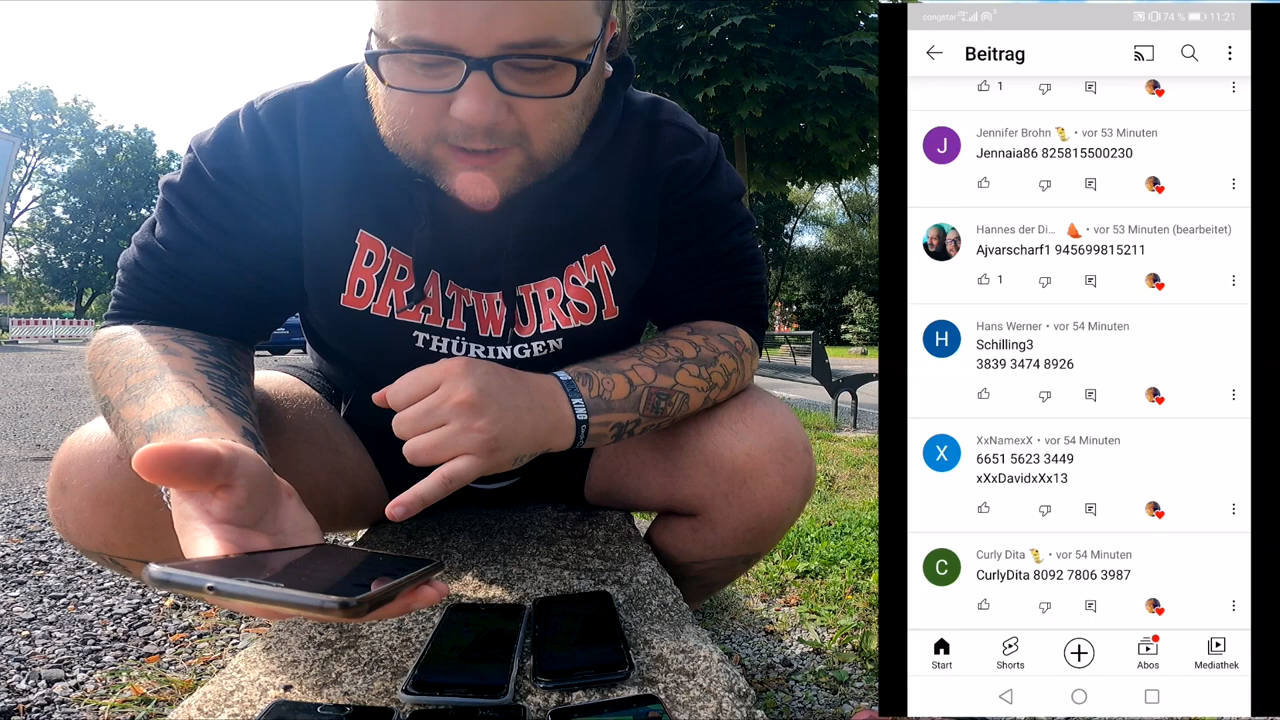 BRATWURST
THÜRINGEN
KING
congstar
74 %
11:21
Beitrag
1
Jennifer Brohn • vor 53 Minuten
Jennaia86 825815500230
Hannes der Di... • vor 53 Minuten (bearbeitet)
Ajvarscharf1 945699815211
1
H
Hans Werner • vor 54 Minuten
Schilling3
3839 3474 8926
X
XxNamexX • vor 54 Minuten
6651 5623 3449
xXxDavidxXx13
C
Curly Dita • vor 54 Minuten
CurlyDita 8092 7806 3987
J
Start
Shorts
Abos
Mediathek